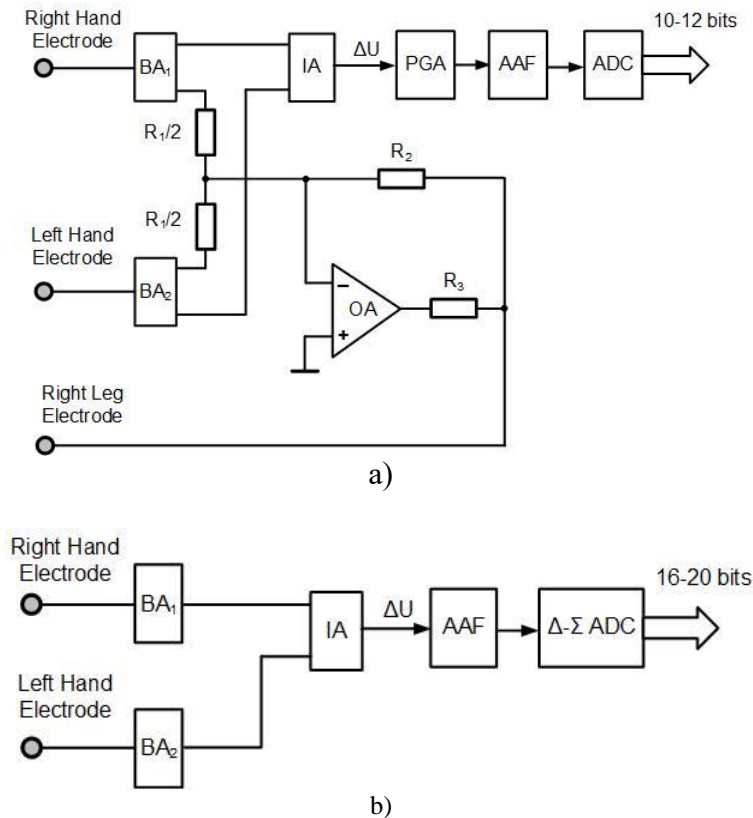 Right Hand
Electrode
BA₁
IA
ΔU
PGA
AAF
ADC
10-12 bits
R₁/2
R₂
R₁/2
Left Hand
Electrode
BA₂
OA
R₃
Right Leg
Electrode
a)
Right Hand
Electrode
BA₁
IA
ΔU
AAF
Δ-Σ ADC
16-20 bits
Left Hand
Electrode
BA₂
b)